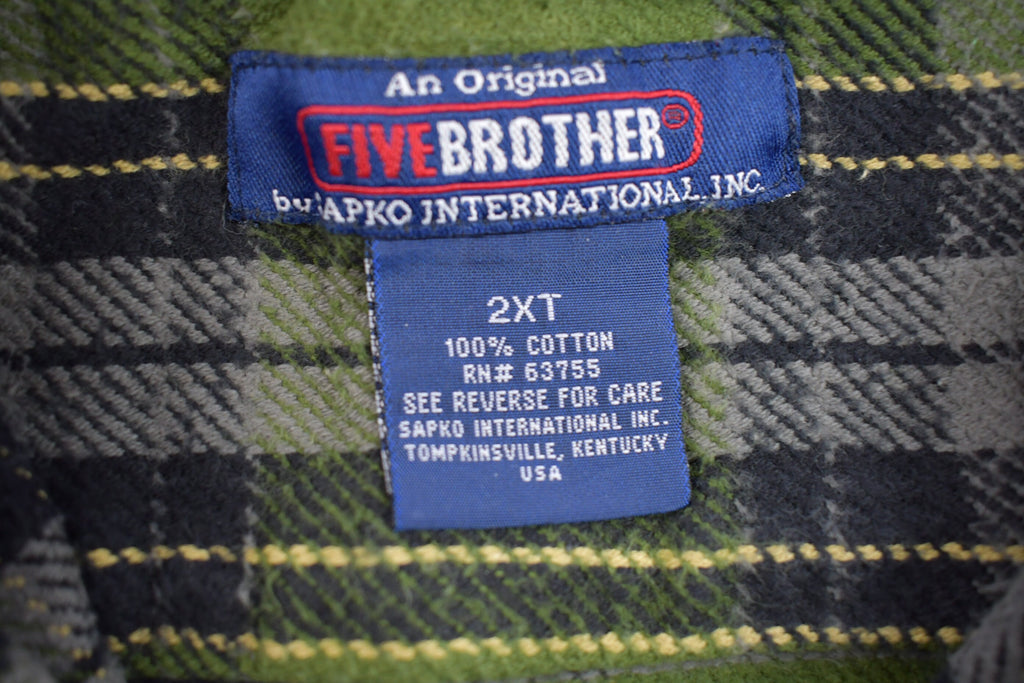 An Original
FIVEBROTHER®
by SAPKO INTERNATIONAL, INC.
2XT
100% COTTON
RN# 63755
SEE REVERSE FOR CARE
SAPKO INTERNATIONAL INC.
TOMPKINSVILLE, KENTUCKY
USA